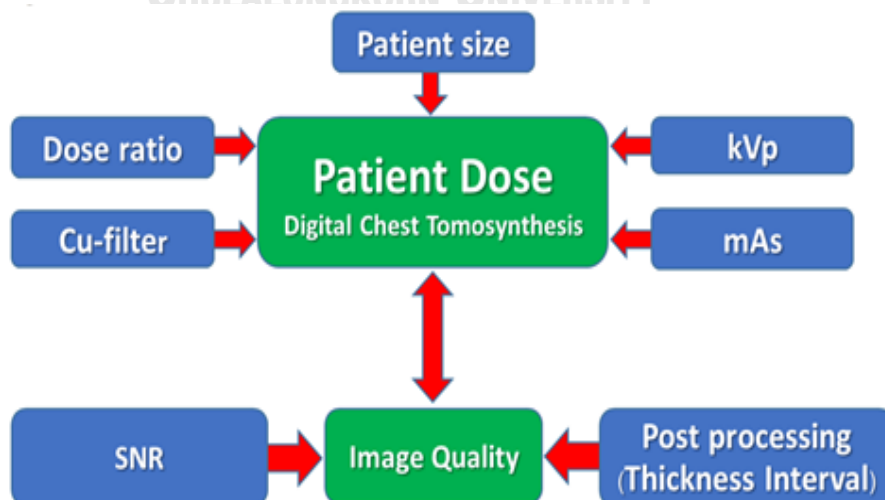 Patient size
Dose ratio
kVp
Patient Dose
Digital Chest Tomosynthesis
Cu-filter
mAs
SNR
Image Quality
Post processing
(Thickness Interval)